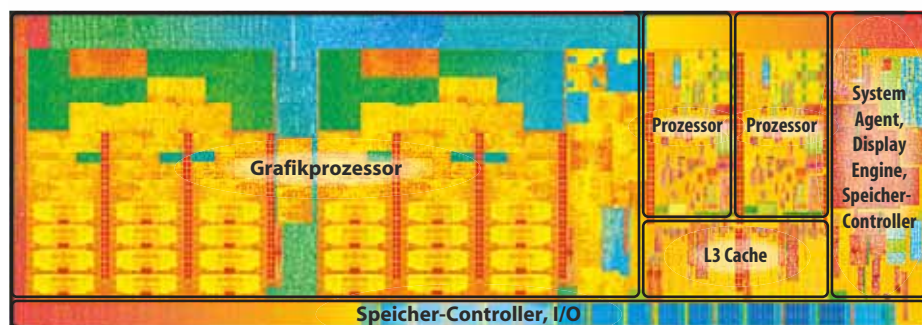 Grafikprozessor
Prozessor
Prozessor
L3 Cache
System
Agent,
Display
Engine,
Speicher-
Controller
Speicher-Controller, I/O